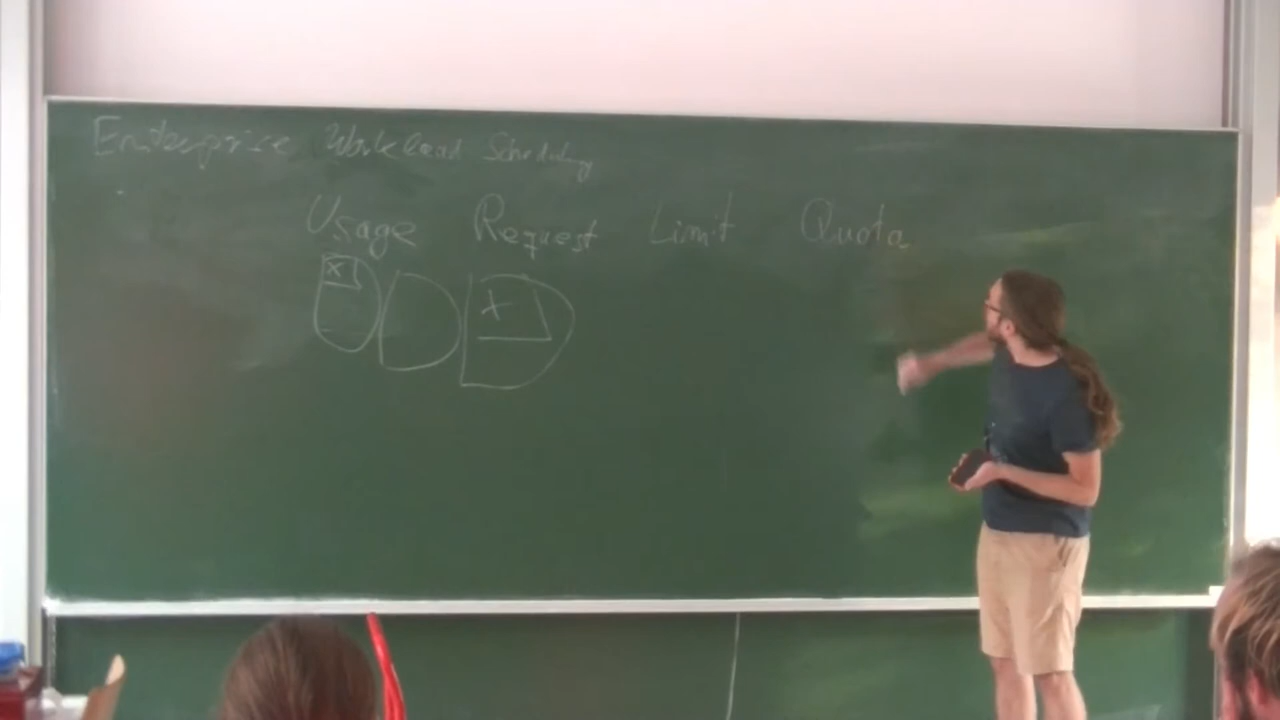 Enterprise Workload Scheduling
Usage Request Limit Quota
x x